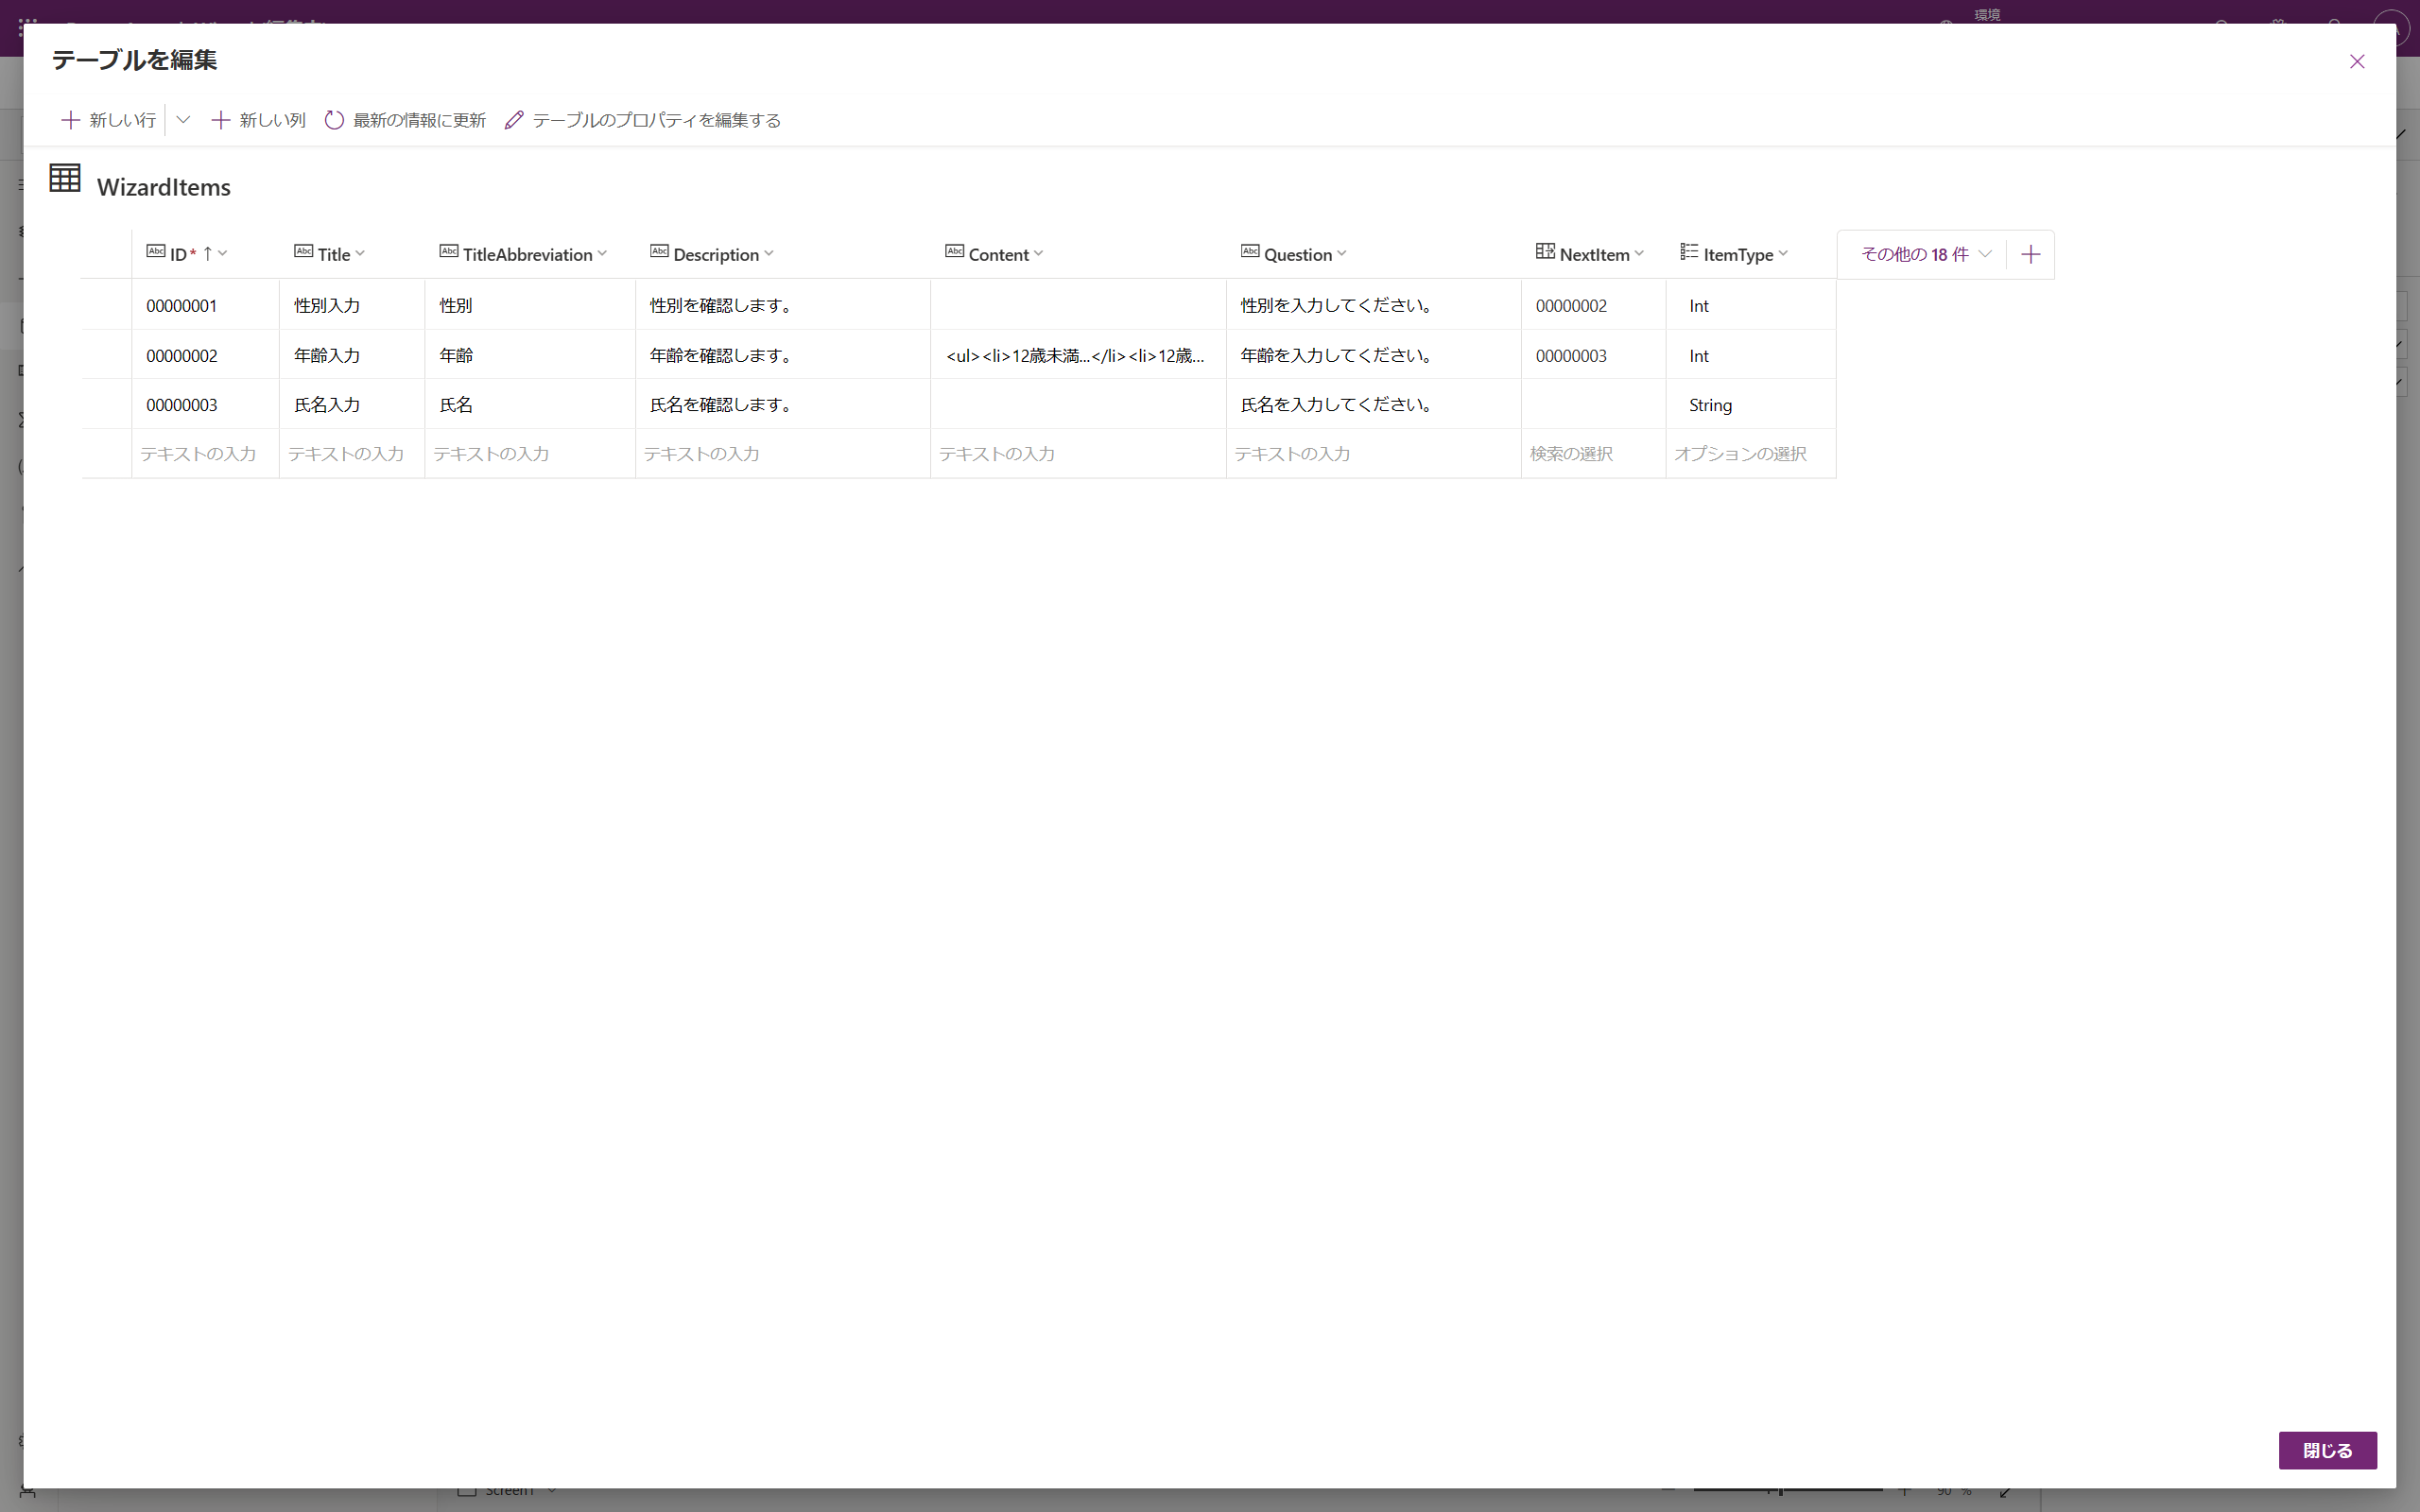 環境
テーブルを編集
新しい行 新しい列 最新の情報に更新 テーブルのプロパティを編集する
WizardItems
Abc ID* ↑ Abc Title Abc TitleAbbreviation Abc Description Abc Content Abc Question NextItem ItemType その他の 18 件
00000001 性別入力 性別 性別を確認します。 性別を入力してください。 00000002 Int
00000002 年齢入力 年齢 年齢を確認します。 <ul><li>12歳未満...</li><li>12歳... 年齢を入力してください。 00000003 Int
00000003 氏名入力 氏名 氏名を確認します。 氏名を入力してください。 String
テキストの入力 テキストの入力 テキストの入力 テキストの入力 テキストの入力 テキストの入力 検索の選択 オプションの選択
閉じる
Screen1 90 %